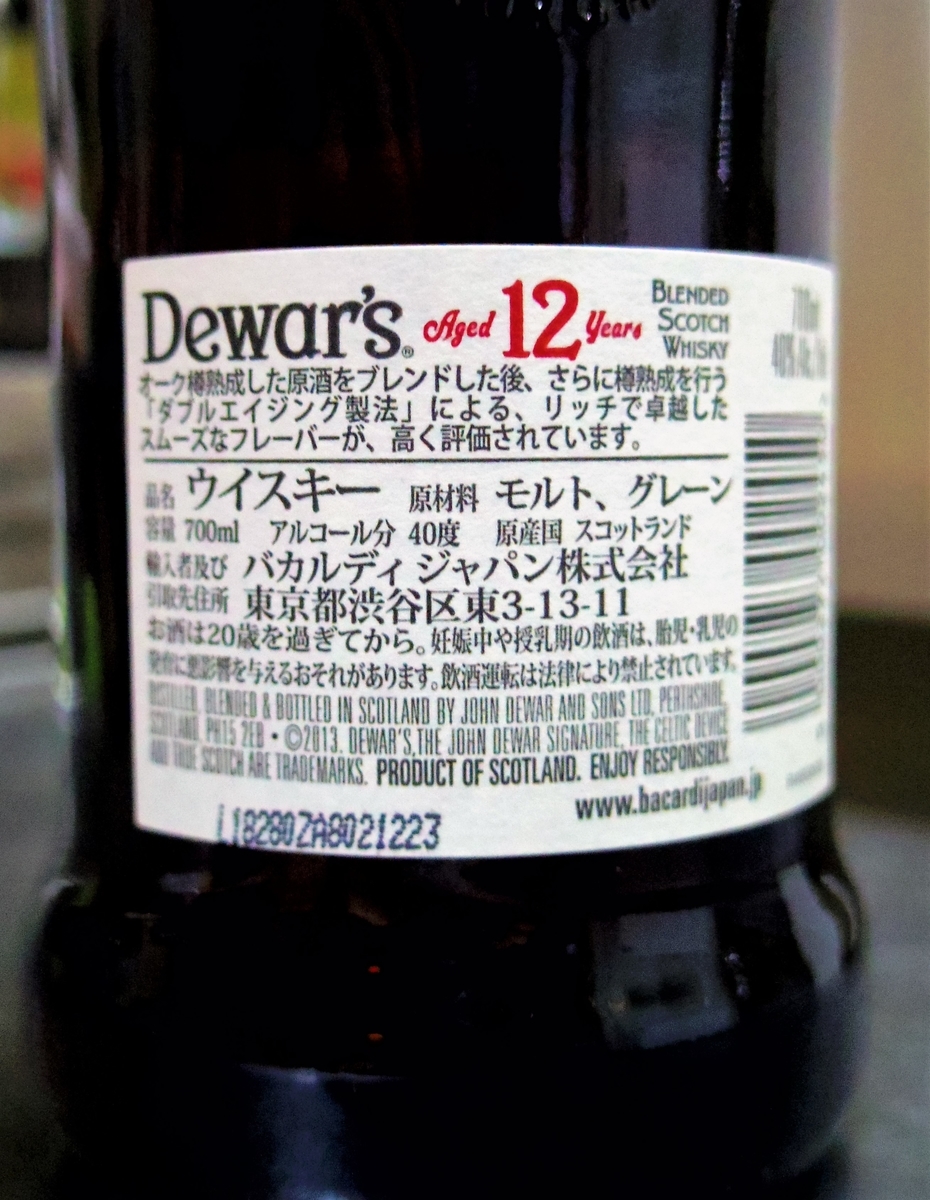 Dewar's® Aged 12 Years BLENDED SCOTCH WHISKY
オーク樽熟成した原酒をブレンドした後、さらに樽熟成を行う
「ダブルエイジング製法」による、リッチで卓越した
スムーズなフレーバーが、高く評価されています。
品名 ウイスキー 原材料 モルト、グレーン
容量 700ml アルコール分 40度 原産国 スコットランド
輸入者及び バカルディ ジャパン株式会社
引取先住所 東京都渋谷区東3-13-11
お酒は20歳を過ぎてから。妊娠中や授乳期の飲酒は、胎児・乳児の
発育に悪影響を与えるおそれがあります。飲酒運転は法律により禁止されています。
DISTILLED, BLENDED & BOTTLED IN SCOTLAND BY JOHN DEWAR AND SONS LTD, PERTHSHIRE,
SCOTLAND, PH15 2EB • ©2013. DEWAR'S, THE JOHN DEWAR SIGNATURE, THE CELTIC DEVICE
AND TRUE SCOTCH ARE TRADEMARKS. PRODUCT OF SCOTLAND. ENJOY RESPONSIBLY.
www.bacardijapan.jp
L18280ZA8021223
700ml
40%